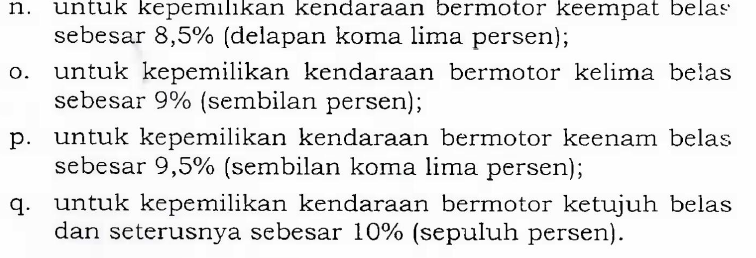 n. untuk kepemilikan kendaraan bermotor keempat belas
sebesar 8,5% (delapan koma lima persen);
o. untuk kepemilikan kendaraan bermotor kelima belas
sebesar 9% (sembilan persen);
p. untuk kepemilikan kendaraan bermotor keenam belas
sebesar 9,5% (sembilan koma lima persen);
q. untuk kepemilikan kendaraan bermotor ketujuh belas
dan seterusnya sebesar 10% (sepuluh persen).